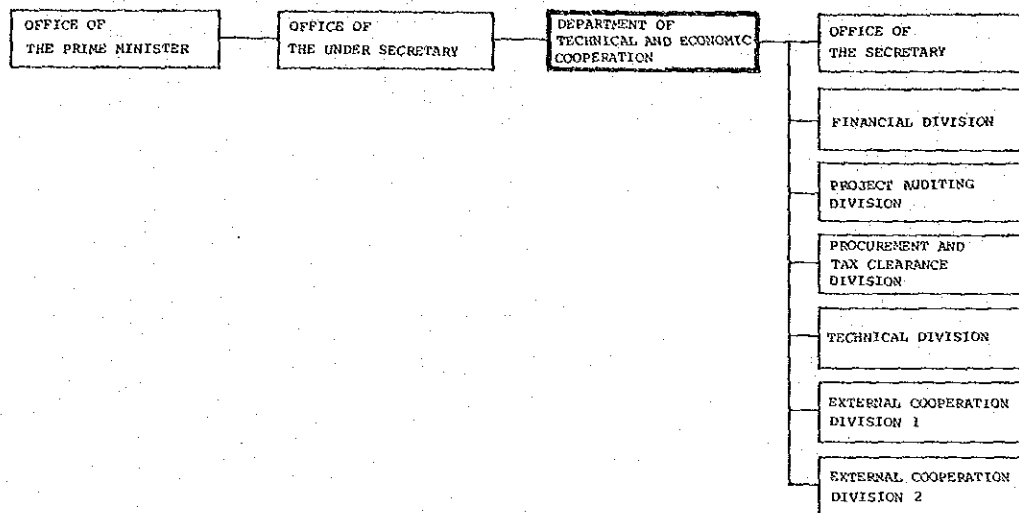 OFFICE OF
THE PRIME MINISTER
OFFICE OF
THE UNDER SECRETARY
DEPARTMENT OF
TECHNICAL AND ECONOMIC
COOPERATION
OFFICE OF
THE SECRETARY
FINANCIAL DIVISION
PROJECT AUDITING
DIVISION
PROCUREMENT AND
TAX CLEARANCE
DIVISION
TECHNICAL DIVISION
EXTERNAL COOPERATION
DIVISION 1
EXTERNAL COOPERATION
DIVISION 2